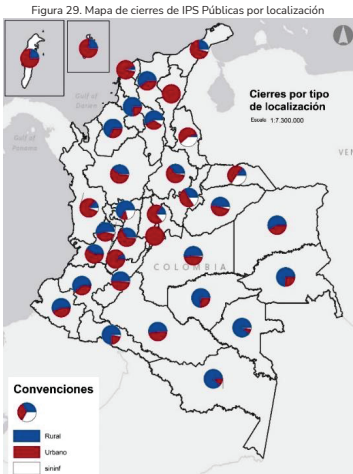 Figura 29. Mapa de cierres de IPS Públicas por localización
Cierres por tipo
de localización
Escala 1:7.300.000
Gulf of
Darien
Gulf of
Panama
VEN
COLOMBIA
Convenciones
Rural
Urbano
sininf